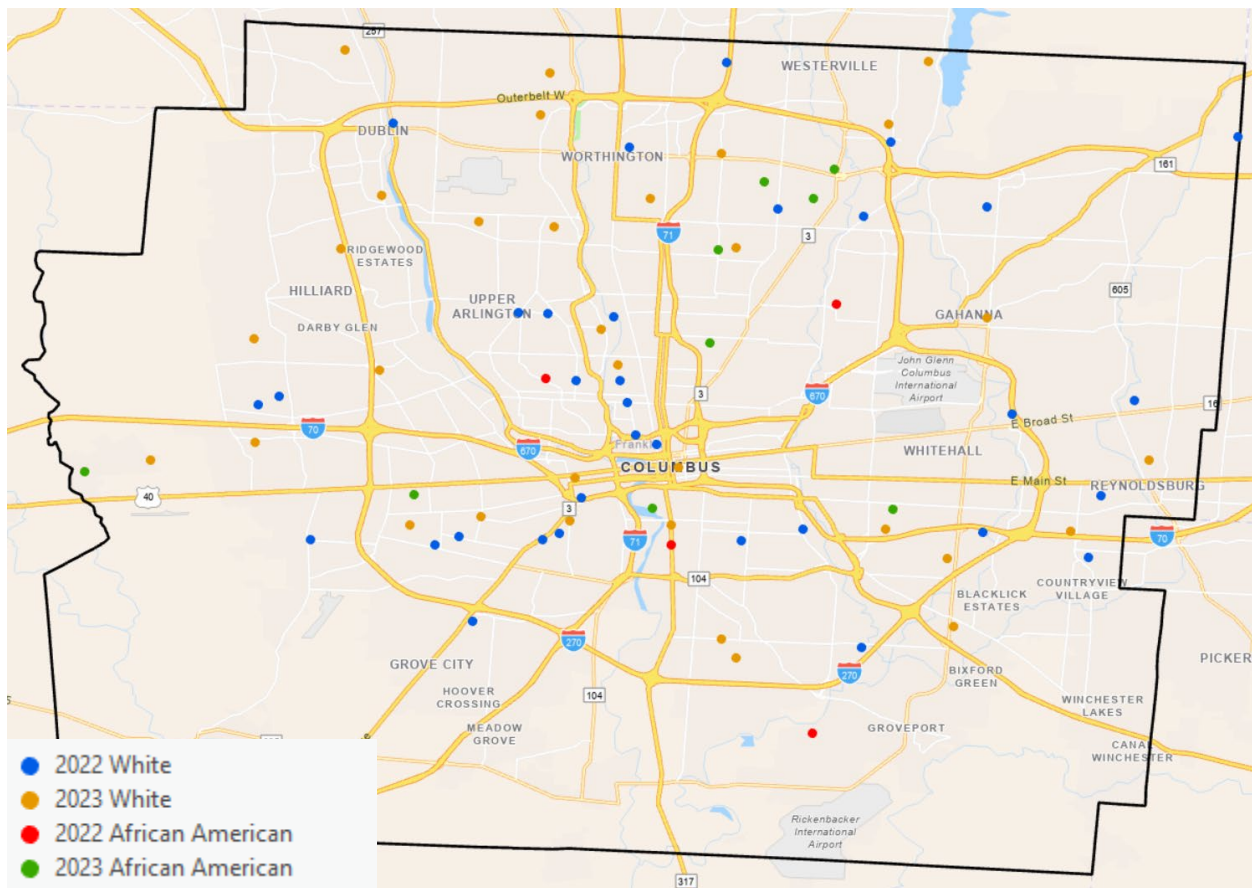 257
WESTERVILLE
Outerbelt W
DUBLIN
WORTHINGTON
161
71
3
RIDGEWOOD
ESTATES
HILLIARD
UPPER
ARLINGTON
605
GAHANNA
DARBY GLEN
John Glenn
Columbus
International
Airport
3
670
16
70
E Broad St
Frankl
670
WHITEHALL
COLUMBUS
E Main St
REYNOLDSBURG
40
3
71
70
104
COUNTRYVIEW
VILLAGE
BLACKLICK
ESTATES
270
GROVE CITY
PICKER
270
BIXFORD
GREEN
HOOVER
CROSSING
104
WINCHESTER
LAKES
MEADOW
GROVE
GROVEPORT
CANAL
WINCHESTER
2022 White
2023 White
2022 African American
2023 African American
Rickenbacker
International
Airport
317